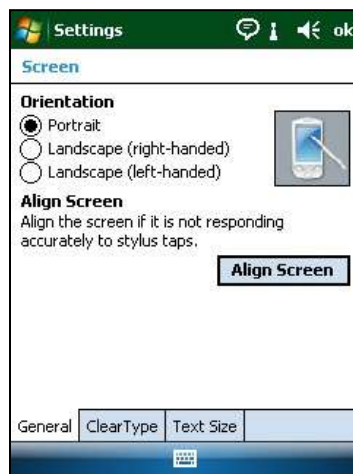 Settings
ok
Screen
Orientation
Portrait
Landscape (right-handed)
Landscape (left-handed)
Align Screen
Align the screen if it is not responding
accurately to stylus taps.
Align Screen
General ClearType Text Size